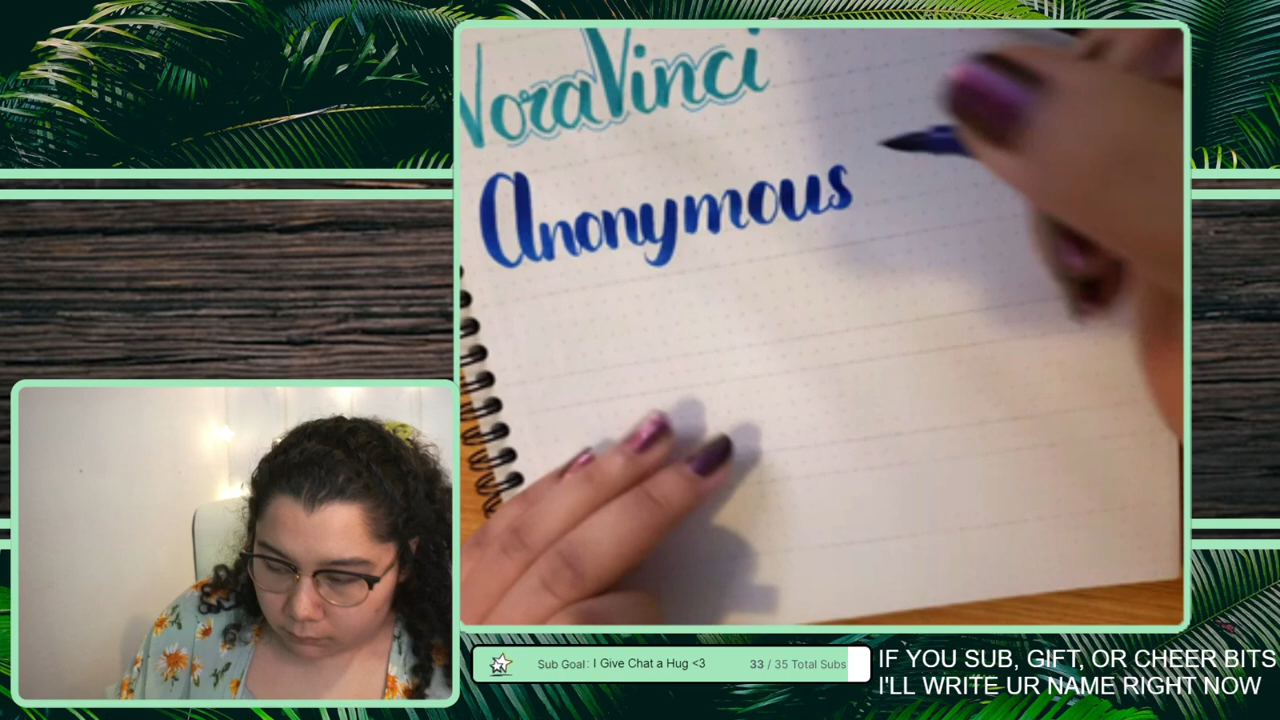 VoraVinci
Anonymous
Sub Goal: I Give Chat a Hug <3
33 / 35 Total Subs
IF YOU SUB, GIFT, OR CHEER BITS
I'LL WRITE UR NAME RIGHT NOW